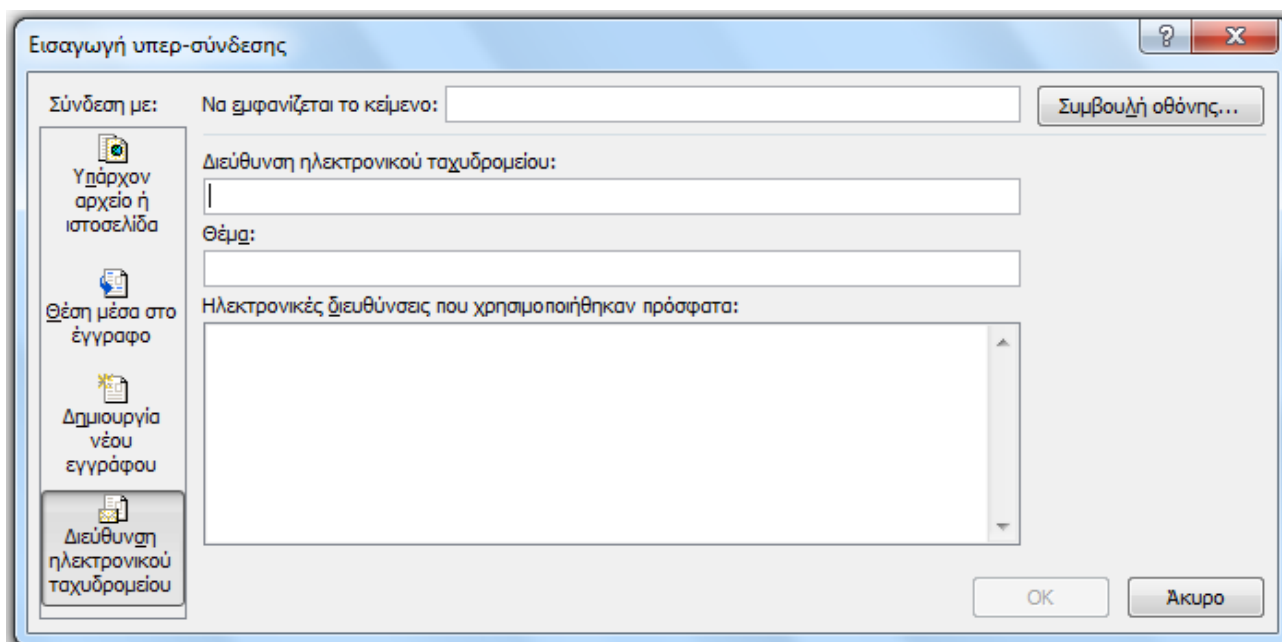 Εισαγωγή υπερ-σύνδεσης
?
Σύνδεση με:
Να εμφανίζεται το κείμενο:
Συμβουλή οθόνης...
Υπάρχον
αρχείο ή
ιστοσελίδα
Θέση μέσα στο
έγγραφο
Δημιουργία
νέου
εγγράφου
Διεύθυνση
ηλεκτρονικού
ταχυδρομείου
Διεύθυνση ηλεκτρονικού ταχυδρομείου:
Θέμα:
Ηλεκτρονικές διευθύνσεις που χρησιμοποιήθηκαν πρόσφατα:
OK
Άκυρο